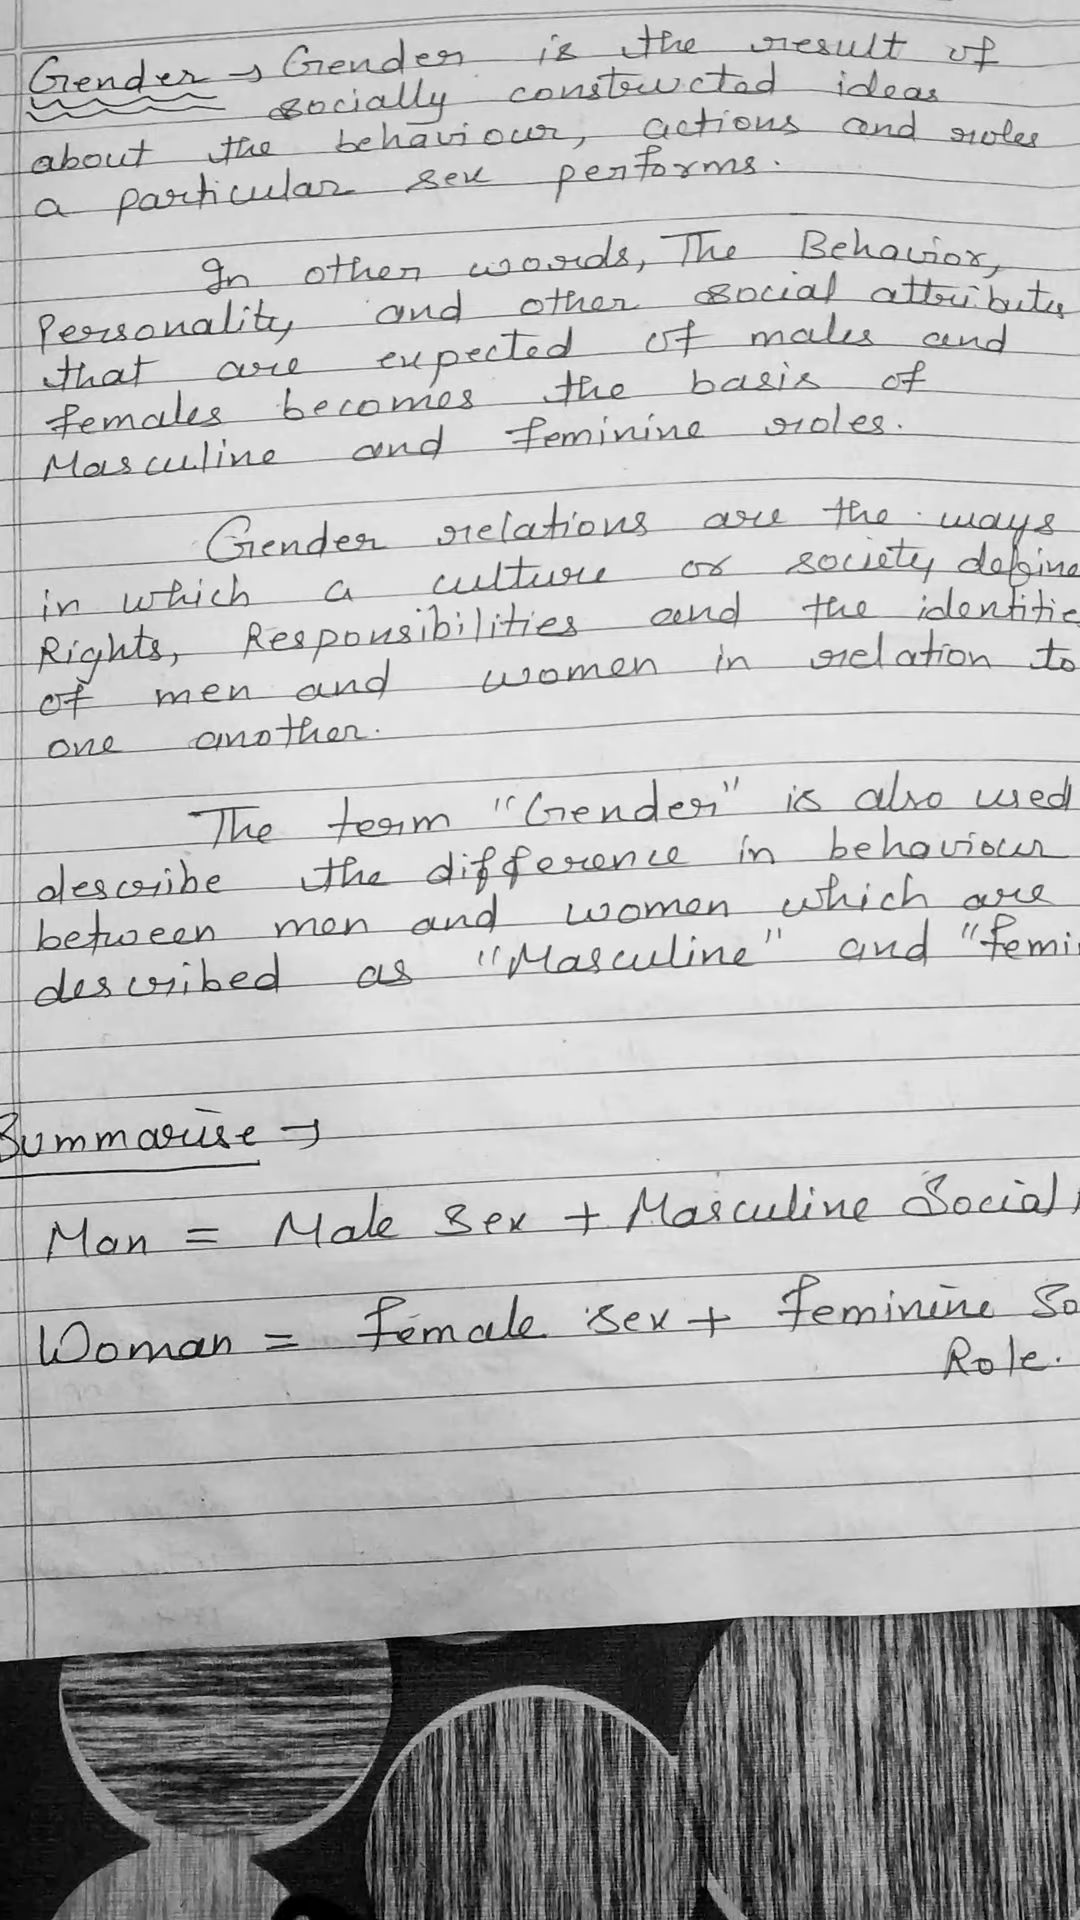 Gender → Gender is the result of
socially constructed ideas
about the behaviour, actions and roles
a particular sex performs.
In other words, The Behavior,
Personality and other social attributes
that are expected of males and
females becomes the basis of
Masculine and feminine roles.
Gender relations are the ways
in which a culture or society define
Rights, Responsibilities and the identitie
of men and women in relation to
one another.
The term "Gender" is also used
describe the difference in behaviour
between men and women which are
described as "Masculine" and "femi
Summarise →
Man = Male sex + Masculine Social
Woman = female sex + feminine So
Role.